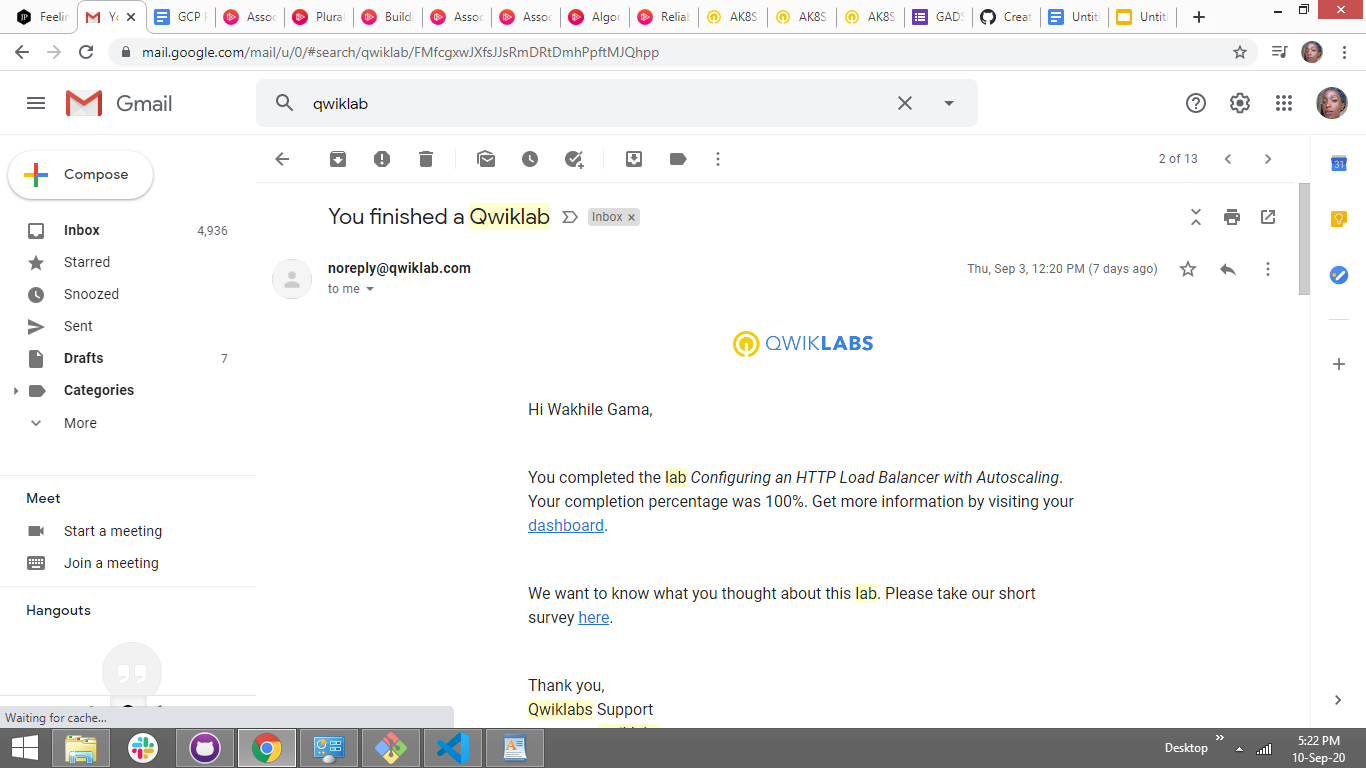 Feelin
Yo
GCP
Assoc
Plural
Buildi
Assoc
Assoc
Algor
Reliab
AK8S
AK8S
AK8S
GADS
Creat
Untitl
Untitl
mail.google.com/mail/u/0/#search/qwiklab/FMfcgxwJXfsJJsRmDRtDmhPpftMJQhpp
Gmail
qwiklab
Compose
2 of 13
31
You finished a Qwiklab
Inbox x
Inbox 4,936
Starred
Snoozed
Sent
Drafts 7
Categories
More
noreply@qwiklab.com
Thu, Sep 3, 12:20 PM (7 days ago)
to me
QWIKLABS
Hi Wakhile Gama,
You completed the lab Configuring an HTTP Load Balancer with Autoscaling.
Your completion percentage was 100%. Get more information by visiting your
dashboard.
We want to know what you thought about this lab. Please take our short
survey here.
Thank you,
Qwiklabs Support
Meet
Start a meeting
Join a meeting
Hangouts
Waiting for cache...
Desktop
5:22 PM
10-Sep-20